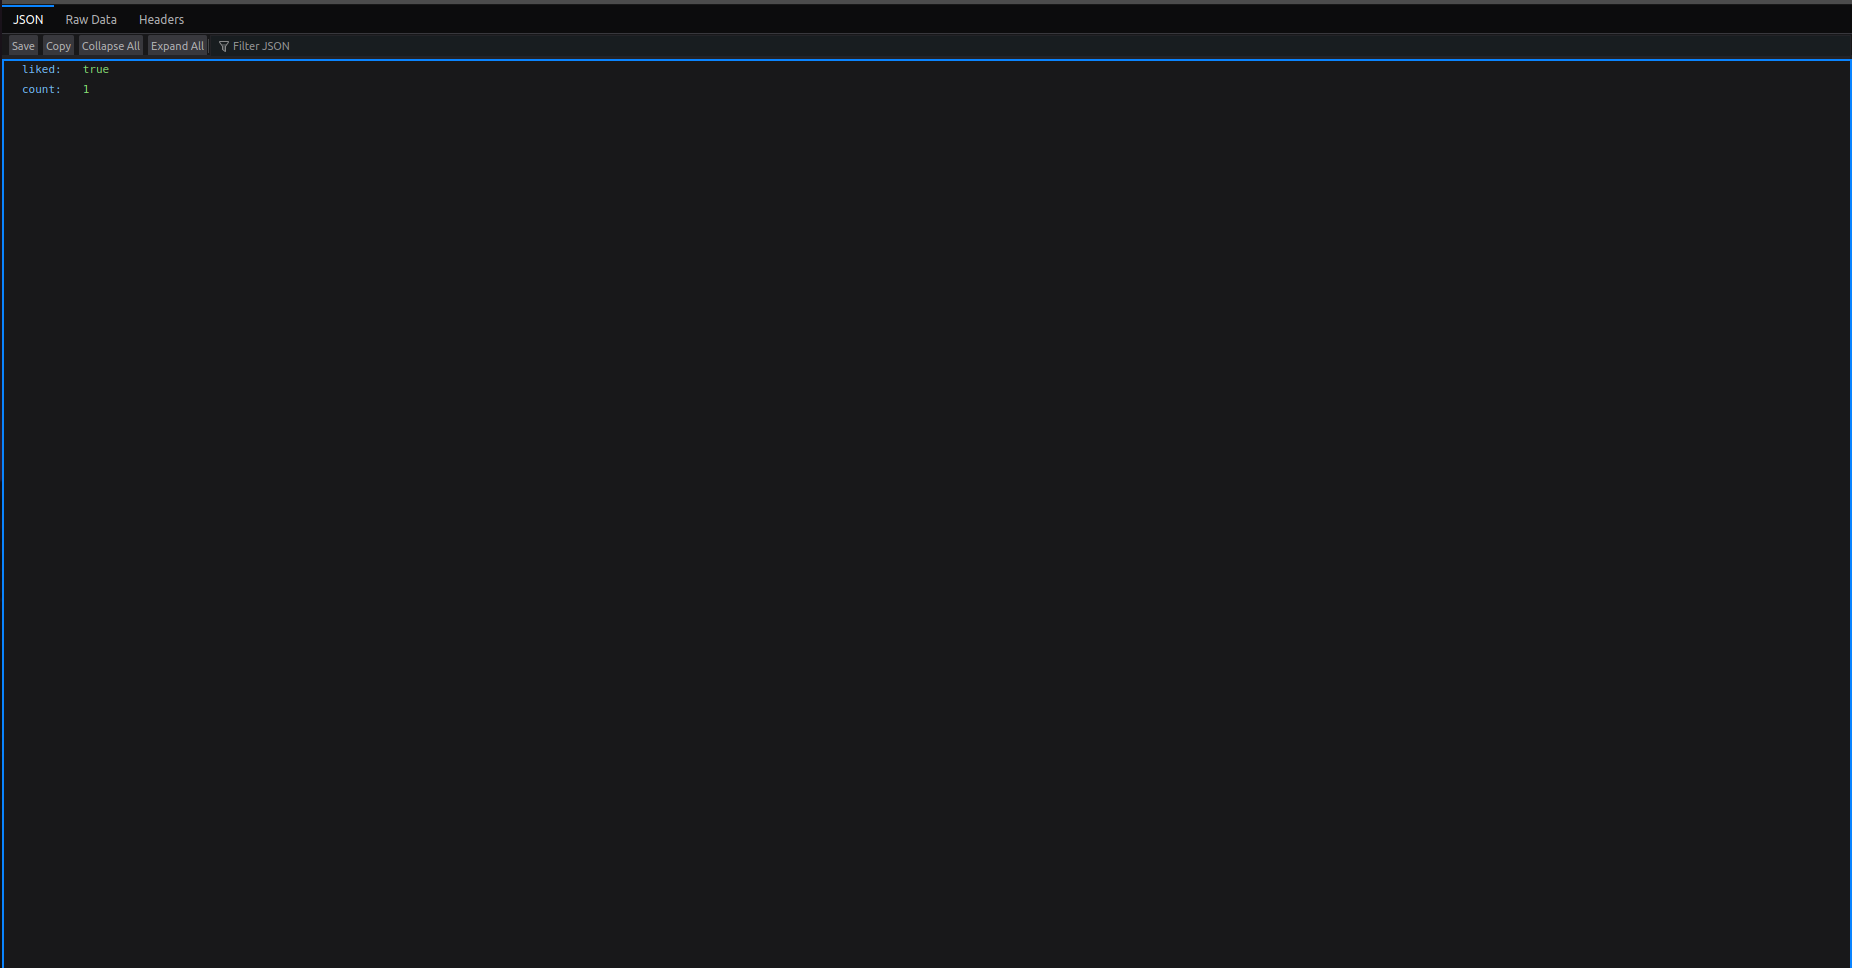 JSON Raw Data Headers
Save Copy Collapse All Expand All Filter JSON
liked: true
count: 1